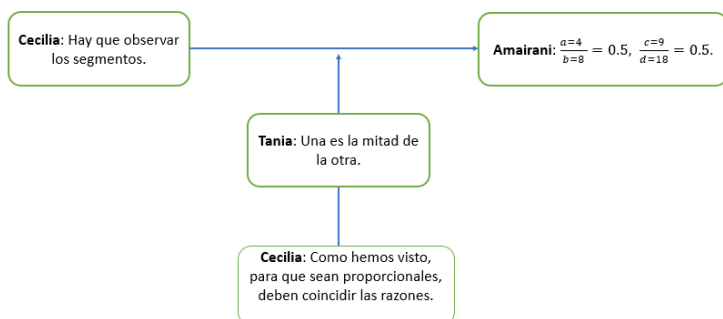 Cecilia: Hay que observar
los segmentos.
Amairani: a=4/b=8 = 0.5, c=9/d=18 = 0.5.
Tania: Una es la mitad de
la otra.
Cecilia: Como hemos visto,
para que sean proporcionales,
deben coincidir las razones.